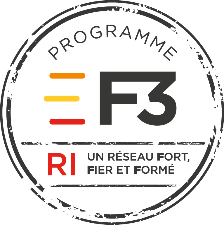 PROGRAMME
F3
RI UN RÉSEAU FORT,
FIER ET FORMÉ